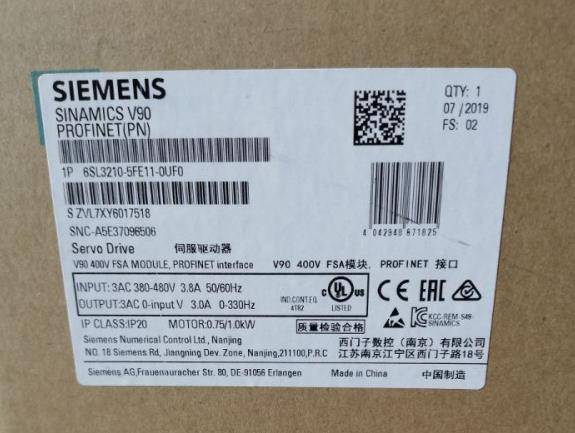 SIEMENS
SINAMICS V90
PROFINET(PN)
QTY: 1
07 / 2019
FS: 02
1P 6SL3210-5FE11-0UF0
S ZVL7XY6017518
SNC-A5E37096506
4 042948 671825
Servo Drive 伺服驱动器
V90 400V FSA MODULE, PROFINET interface V90 400V FSA模块, PROFINET 接口
INPUT: 3AC 380-480V 3.8A 50/60Hz
OUTPUT:3AC 0-input V 3.0A 0-330Hz
IND.CONT.EQ.
4T82
c UL us
LISTED
CE EAC
IP CLASS:IP20 MOTOR:0.75/1.0kW
质量检验合格
KCC-REM-S49-
SINAMICS
Siemens Numerical Control Ltd., Nanjing
西门子数控（南京）有限公司
NO. 18 Siemens Rd, Jiangning Dev. Zone, Nanjing,211100,P.R.C
江苏南京江宁区西门子路18号
Siemens AG,Frauenauracher Str. 80, DE-91056 Erlangen Made in China 中国制造